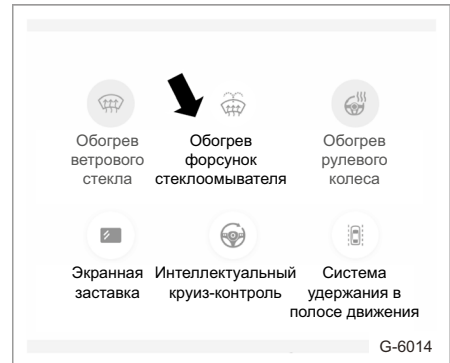 Обогрев
ветрового
стекла
Обогрев
форсунок
стеклоомывателя
Обогрев
рулевого
колеса
Экранная
заставка
Интеллектуальный
круиз-контроль
Система
удержания в
полосе движения
G-6014